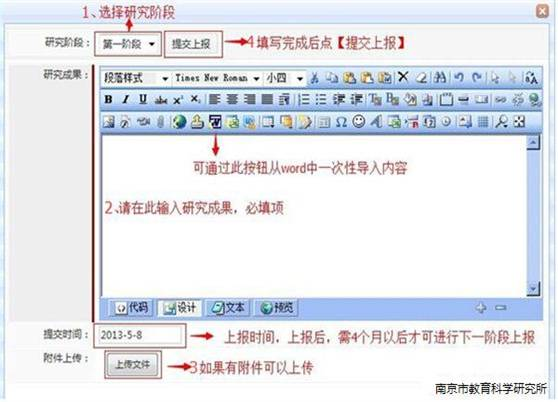 1、选择研究阶段
研究阶段： 第一阶段 提交上报 4填写完成后点【提交上报】
研究成果： 段落样式 Times New Roman 小四
B I U abc x² x₂
可通过此按钮从word中一次性导入内容
2、请在此输入研究成果，必填项
代码 设计 文本 预览
提交时间： 2013-5-8 上报时间，上报后，需4个月以后才可进行下一阶段上报
附件上传： 上传文件 3如果有附件可以上传
南京市教育科学研究所